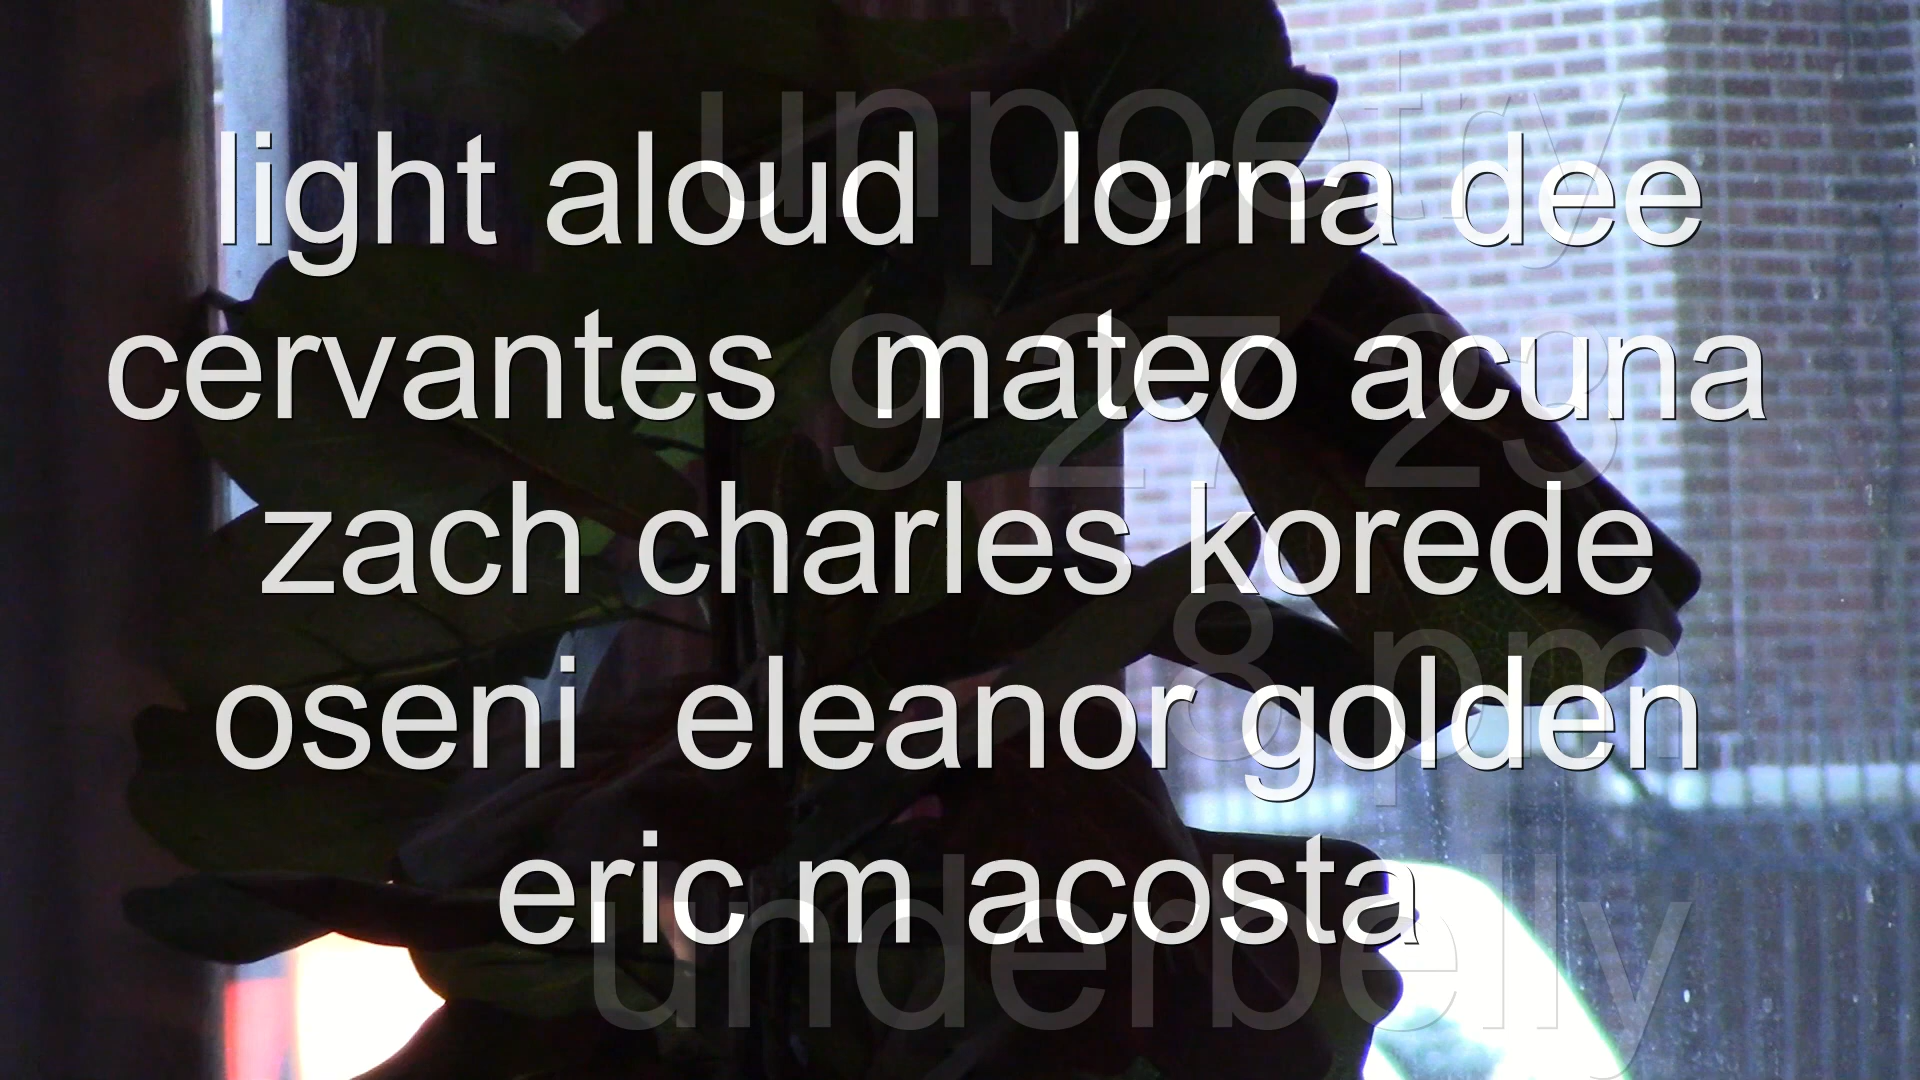 unpoetry
light aloud lorna dee
cervantes mateo acuna
9 27 23
zach charles korede
8 pm
oseni eleanor golden
eric m acosta
underbelly